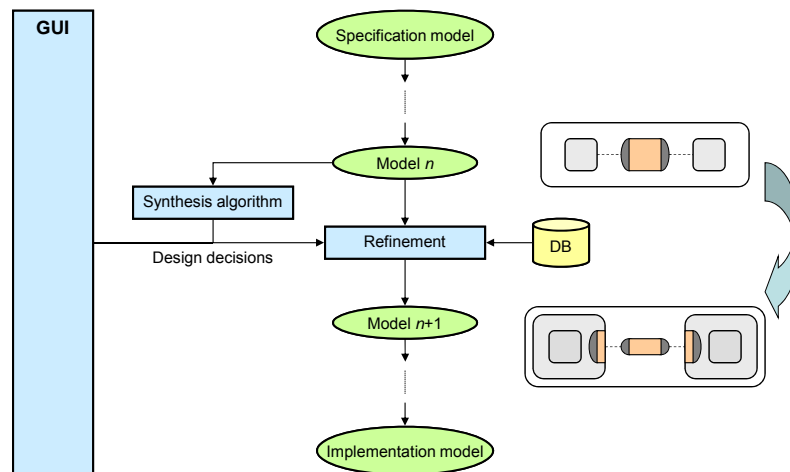 GUI
Specification model
Model n
Synthesis algorithm
Refinement
DB
Design decisions
Model n+1
Implementation model